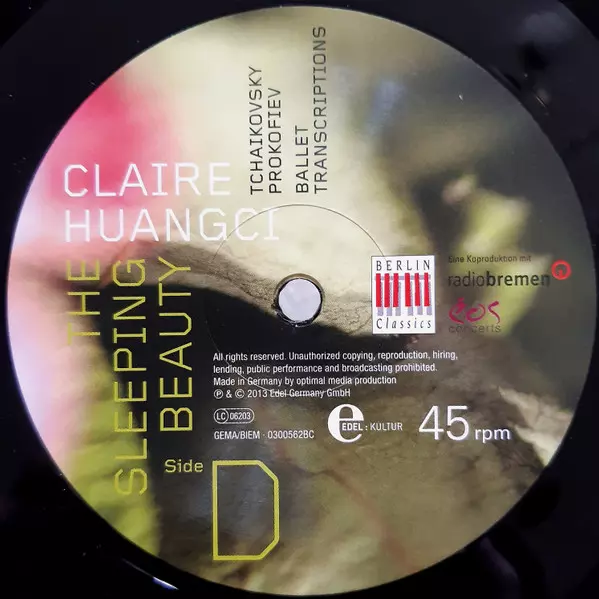 CLAIRE
HUANGCI
THE
SLEEPING
BEAUTY
TCHAIKOVSKY
PROKOFIEV
BALLET
TRANSCRIPTIONS
BERLIN
Classics
Eine Koproduktion mit
radiobremen
eos
concerts
All rights reserved. Unauthorized copying, reproduction, hiring,
lending, public performance and broadcasting prohibited.
Made in Germany by optimal media production
℗ & © 2013 Edel Germany GmbH
LC 06203
GEMA/BIEM · 0300562BC
e
EDEL : KULTUR
45 rpm
Side
D